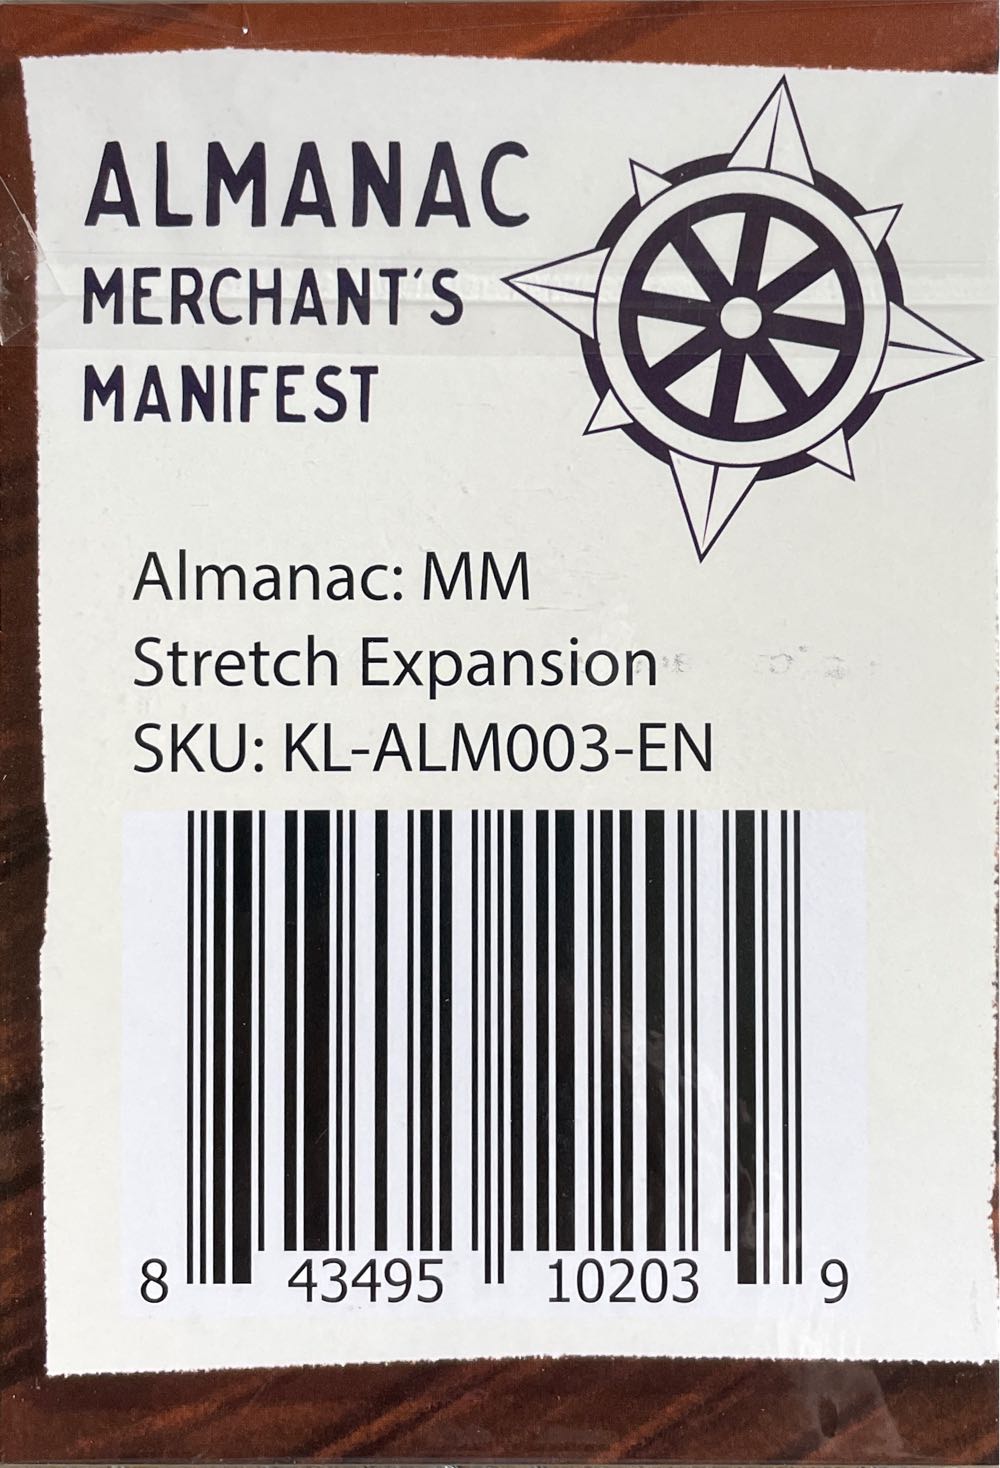 ALMANAC
MERCHANT'S
MANIFEST
Almanac: MM
Stretch Expansion
SKU: KL-ALM003-EN
8 43495 10203 9